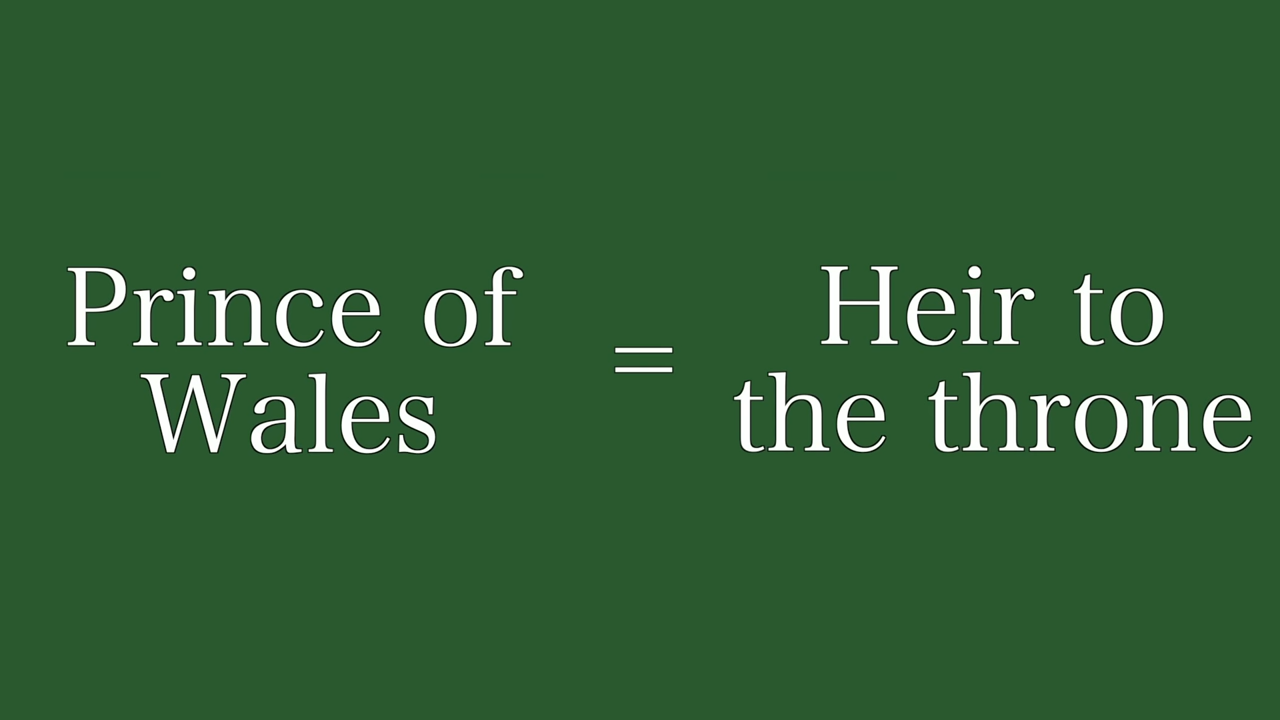 Prince of
Wales
=
Heir to
the throne